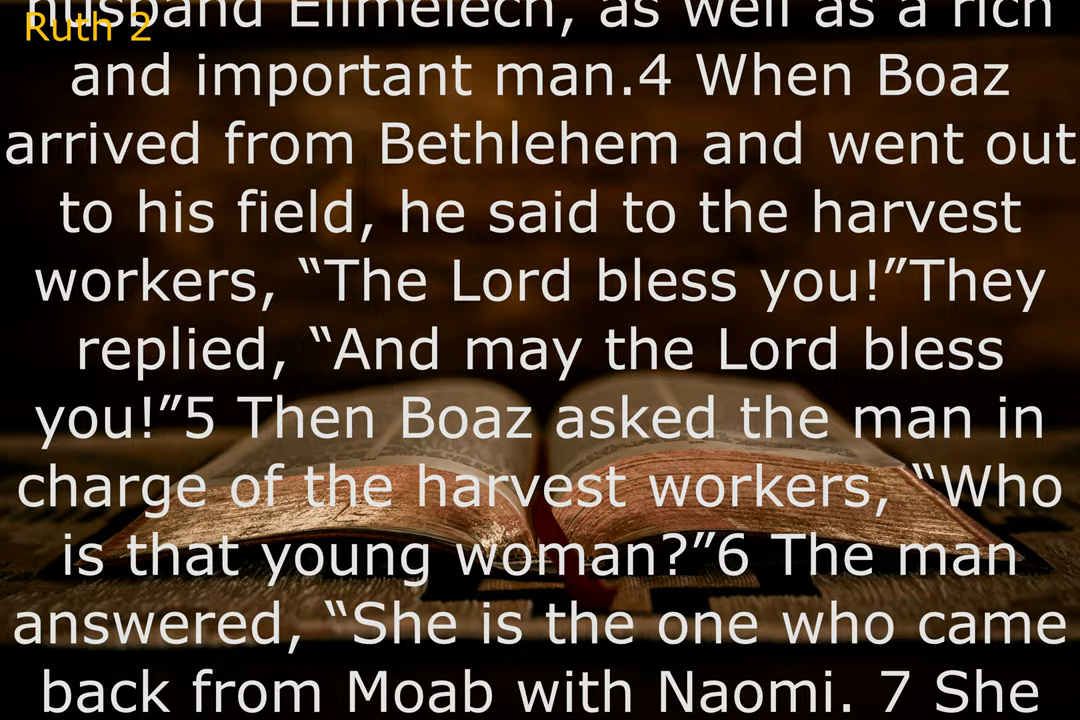 husband Elimelech, as well as a rich
Ruth 2
and important man.4 When Boaz
arrived from Bethlehem and went out
to his field, he said to the harvest
workers, “The Lord bless you!”They
replied, “And may the Lord bless
you!”5 Then Boaz asked the man in
charge of the harvest workers, “Who
is that young woman?”6 The man
answered, “She is the one who came
back from Moab with Naomi. 7 She